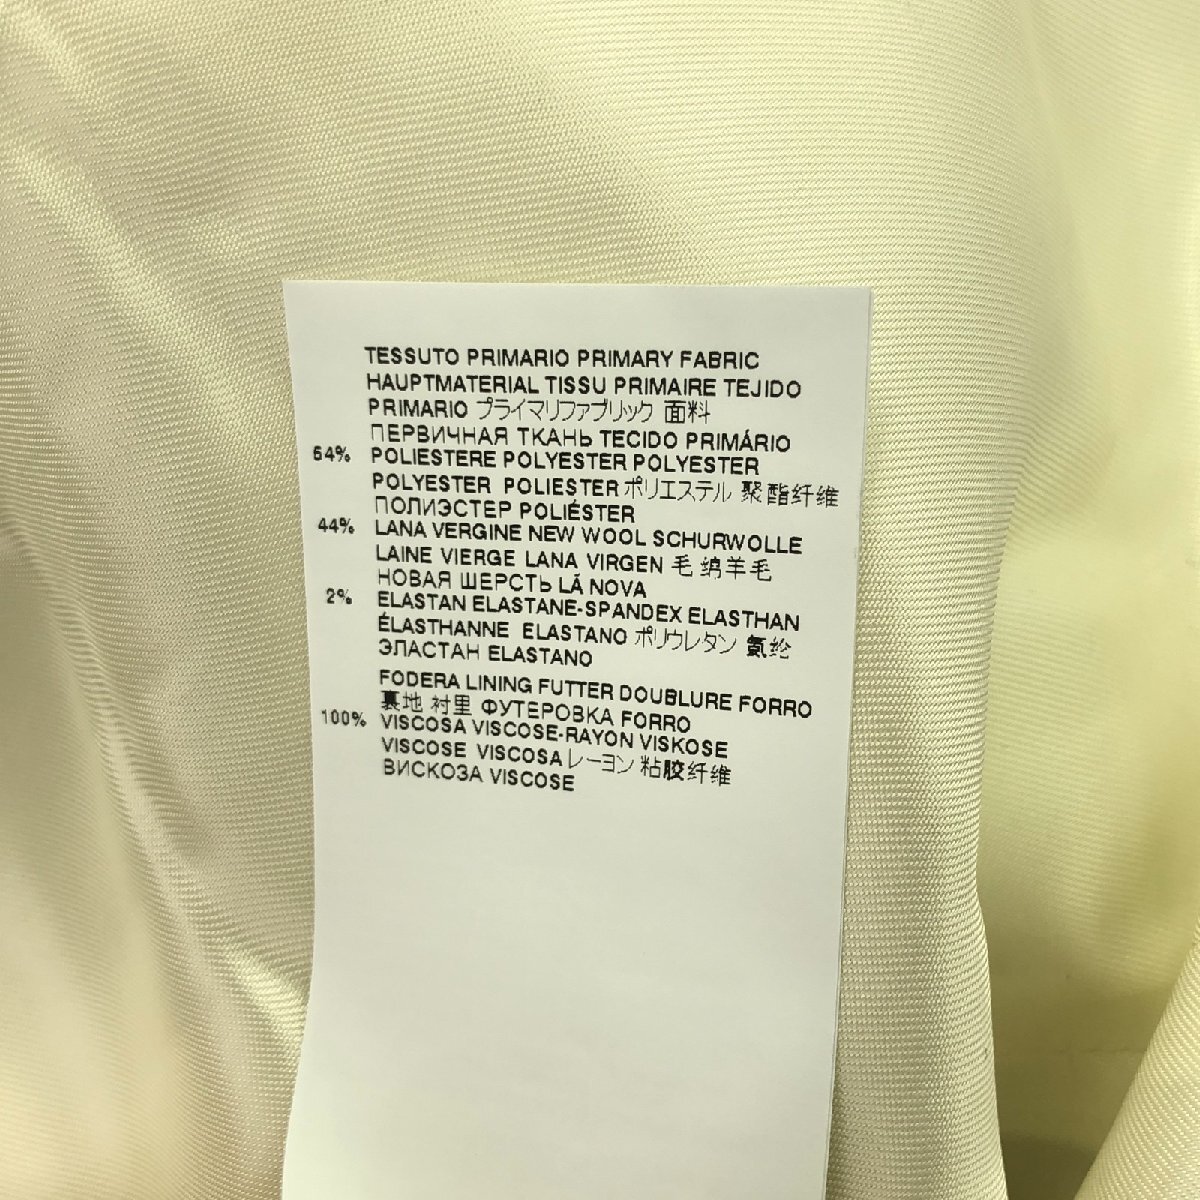 TESSUTO PRIMARIO PRIMARY FABRIC
HAUPTMATERIAL TISSU PRIMAIRE TEJIDO
PRIMARIO プライマリファブリック 面料
ПЕРВИЧНАЯ ТКАНЬ TECIDO PRIMÁRIO
54% POLIESTERE POLYESTER POLYESTER
POLYESTER POLIESTER ポリエステル 聚酯纤维
ПОЛИЭСТЕР POLIÉSTER
44% LANA VERGINE NEW WOOL SCHURWOLLE
LAINE VIERGE LANA VIRGEN 毛 绵羊毛
НОВАЯ ШЕРСТЬ LÃ NOVA
2% ELASTAN ELASTANE-SPANDEX ELASTHAN
ÉLASTHANNE ELASTANO ポリウレタン 氨纶
ЭЛАСТАН ELASTANO
FODERA LINING FUTTER DOUBLURE FORRO
裏地 衬里 ФУТЕРОВКА FORRO
100% VISCOSA VISCOSE-RAYON VISKOSE
VISCOSE VISCOSA レーヨン 粘胶纤维
ВИСКОЗА VISCOSE